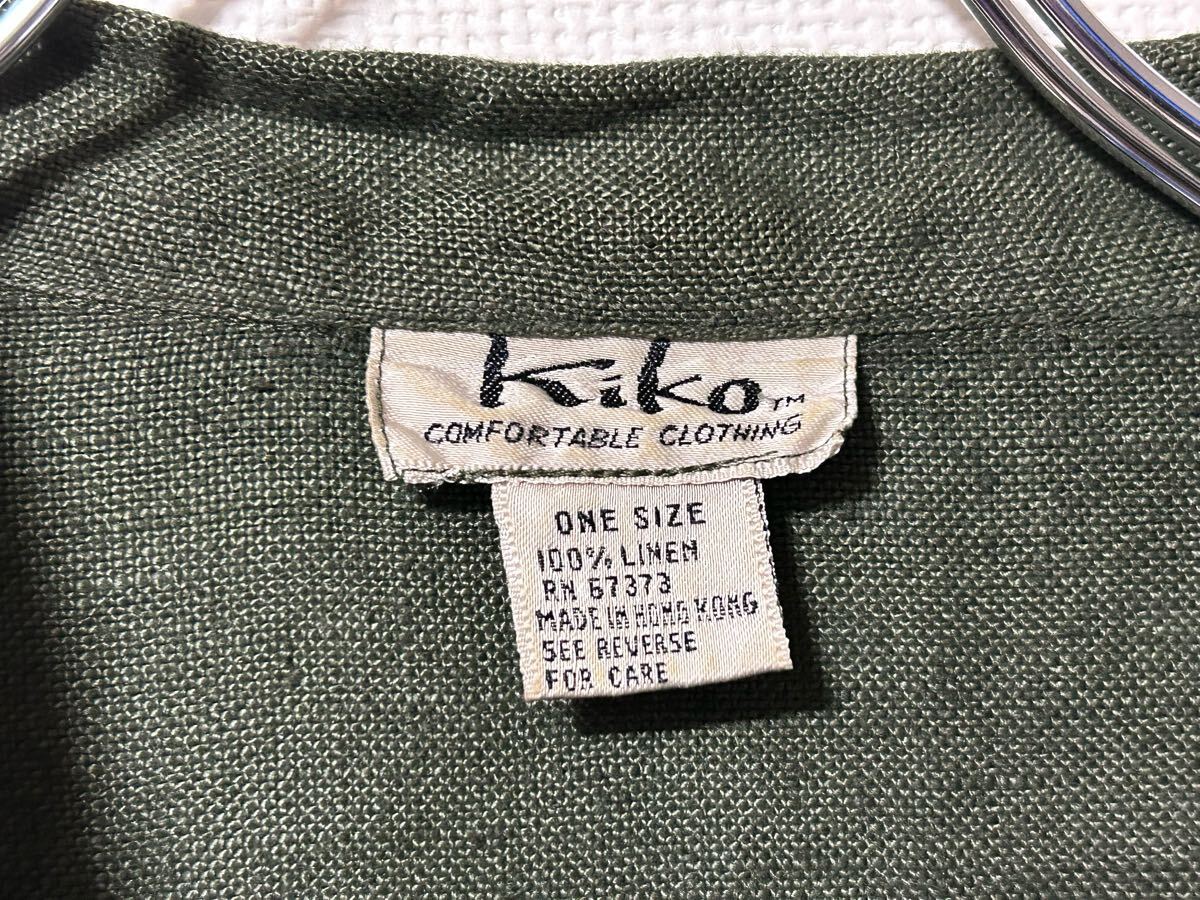 Kiko™
COMFORTABLE CLOTHING
ONE SIZE
100% LINEN
RN 67373
MADE IN HONG KONG
SEE REVERSE
FOR CARE